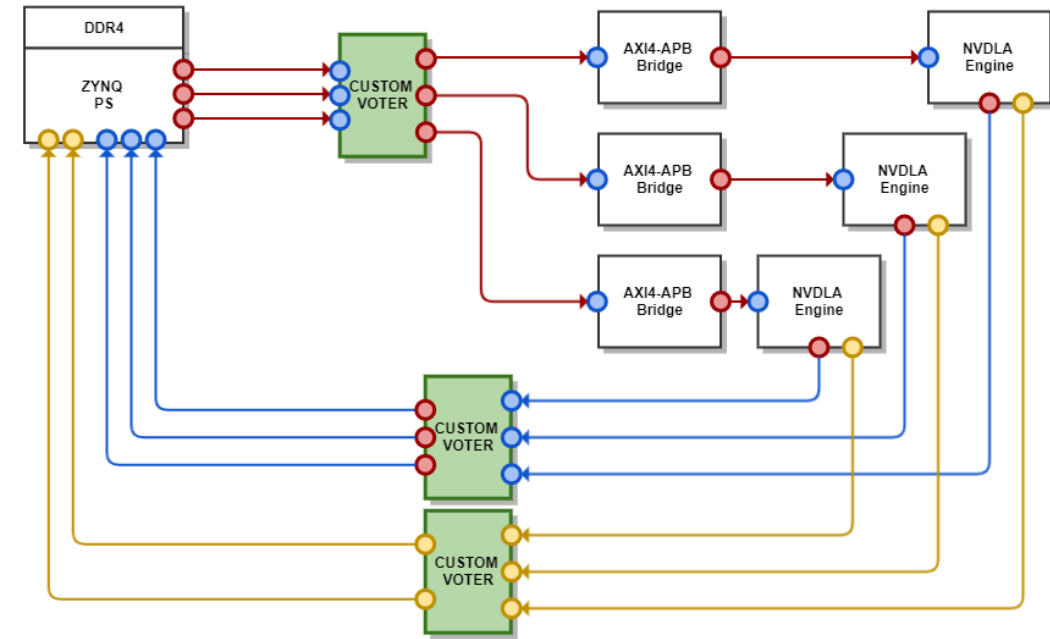 DDR4
ZYNQ
PS
CUSTOM
VOTER
AXI4-APB
Bridge
NVDLA
Engine
AXI4-APB
Bridge
NVDLA
Engine
AXI4-APB
Bridge
NVDLA
Engine
CUSTOM
VOTER
CUSTOM
VOTER